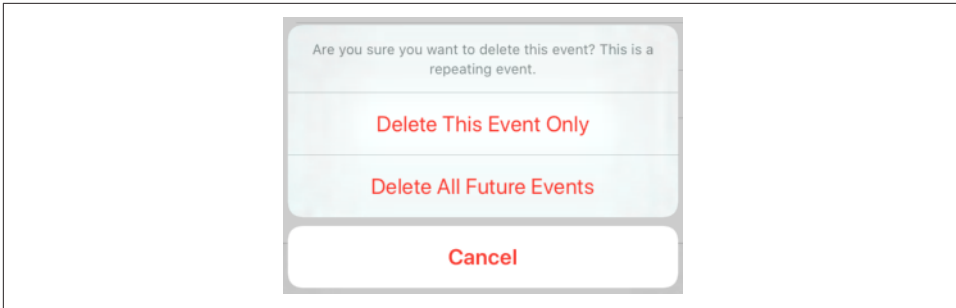 Are you sure you want to delete this event? This is a
repeating event.
Delete This Event Only
Delete All Future Events
Cancel